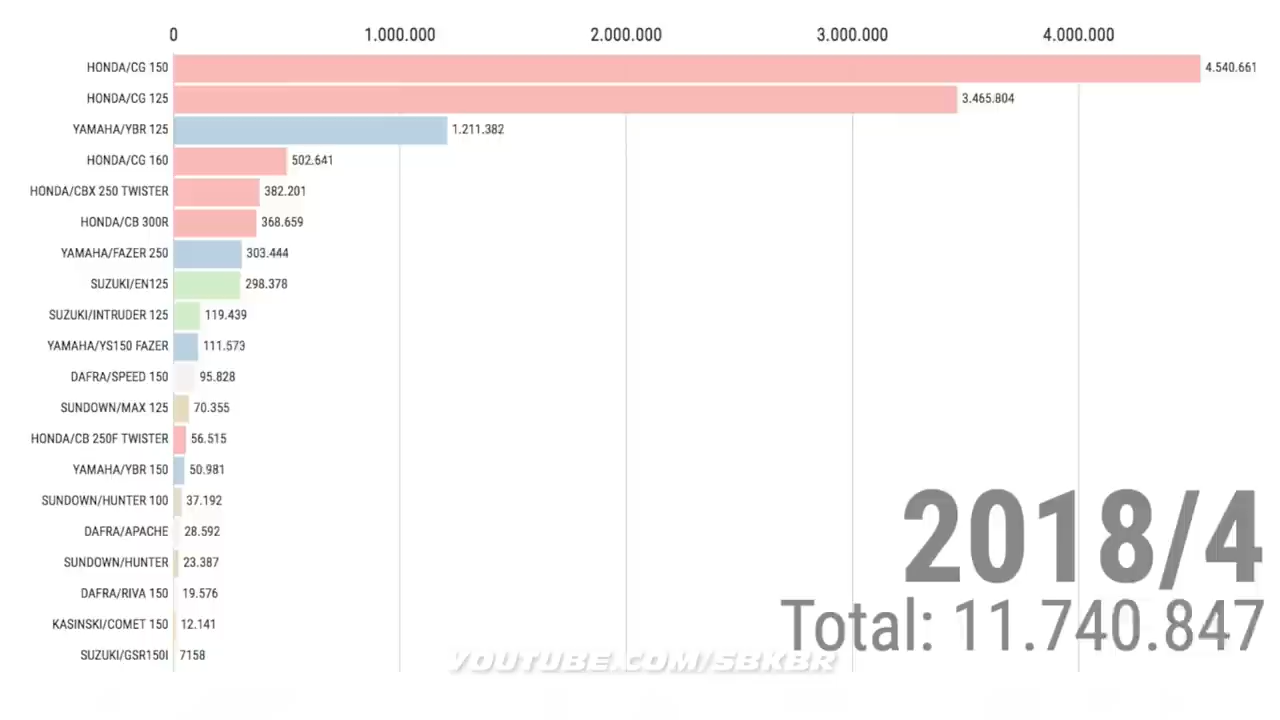 0 1.000.000 2.000.000 3.000.000 4.000.000
HONDA/CG 150 4.540.661
HONDA/CG 125 3.465.804
YAMAHA/YBR 125 1.211.382
HONDA/CG 160 502.641
HONDA/CBX 250 TWISTER 382.201
HONDA/CB 300R 368.659
YAMAHA/FAZER 250 303.444
SUZUKI/EN125 298.378
SUZUKI/INTRUDER 125 119.439
YAMAHA/YS150 FAZER 111.573
DAFRA/SPEED 150 95.828
SUNDOWN/MAX 125 70.355
HONDA/CB 250F TWISTER 56.515
YAMAHA/YBR 150 50.981
SUNDOWN/HUNTER 100 37.192
DAFRA/APACHE 28.592
SUNDOWN/HUNTER 23.387
DAFRA/RIVA 150 19.576
KASINSKI/COMET 150 12.141
SUZUKI/GSR150I 7158
2018/4
Total: 11.740.847
YOUTUBE.COM/SBKBR